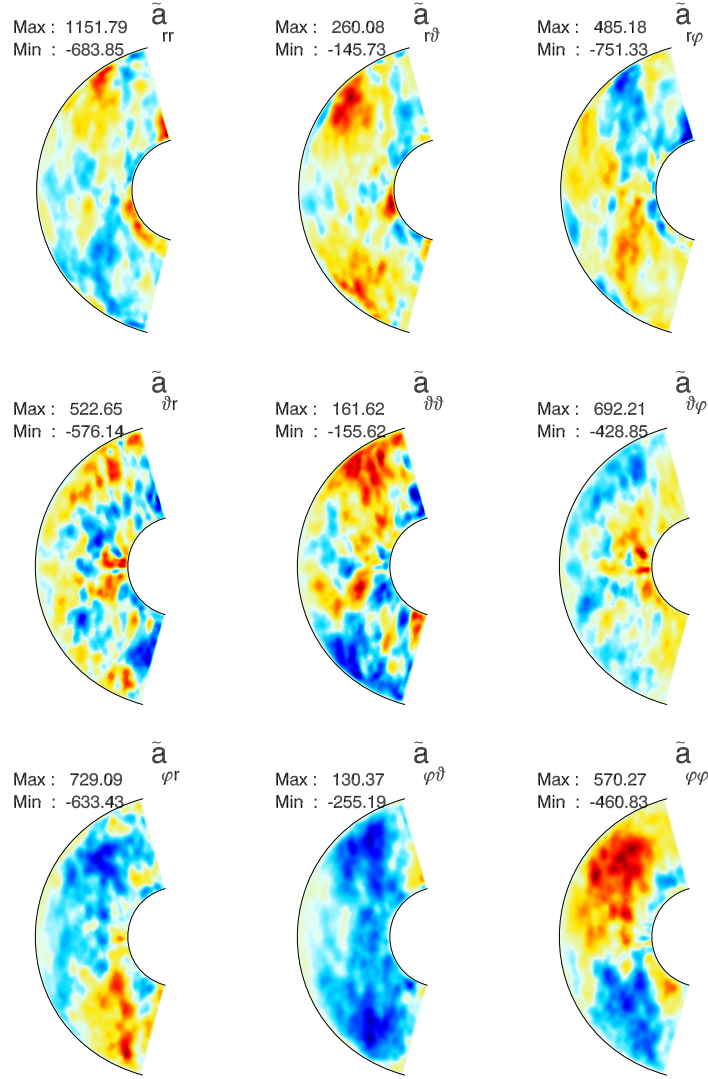 ã rr
Max : 1151.79
Min : -683.85
ã rϑ
Max : 260.08
Min : -145.73
ã rφ
Max : 485.18
Min : -751.33
ã ϑr
Max : 522.65
Min : -576.14
ã ϑϑ
Max : 161.62
Min : -155.62
ã ϑφ
Max : 692.21
Min : -428.85
ã φr
Max : 729.09
Min : -633.43
ã φϑ
Max : 130.37
Min : -255.19
ã φφ
Max : 570.27
Min : -460.83